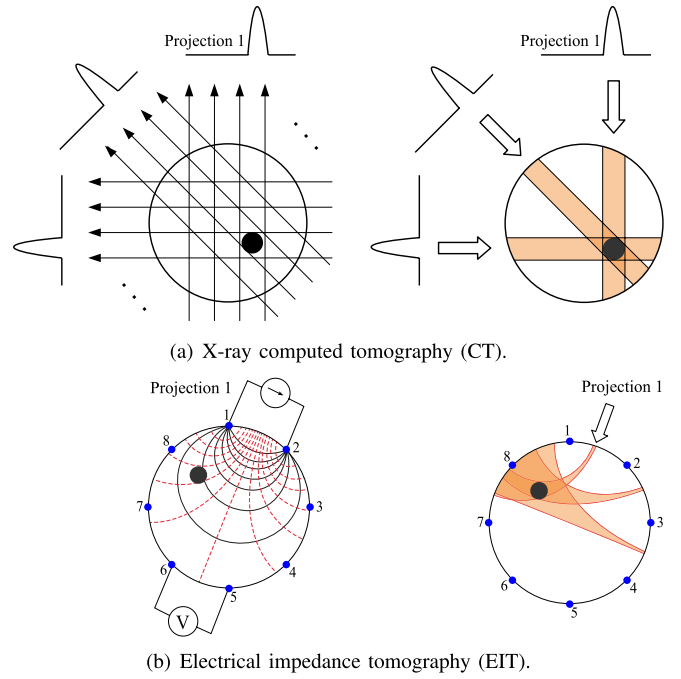 Projection 1
Projection 1
(a) X-ray computed tomography (CT).
Projection 1
1
2
3
4
5
6
7
8
V
Projection 1
1
2
3
4
5
6
7
8
(b) Electrical impedance tomography (EIT).